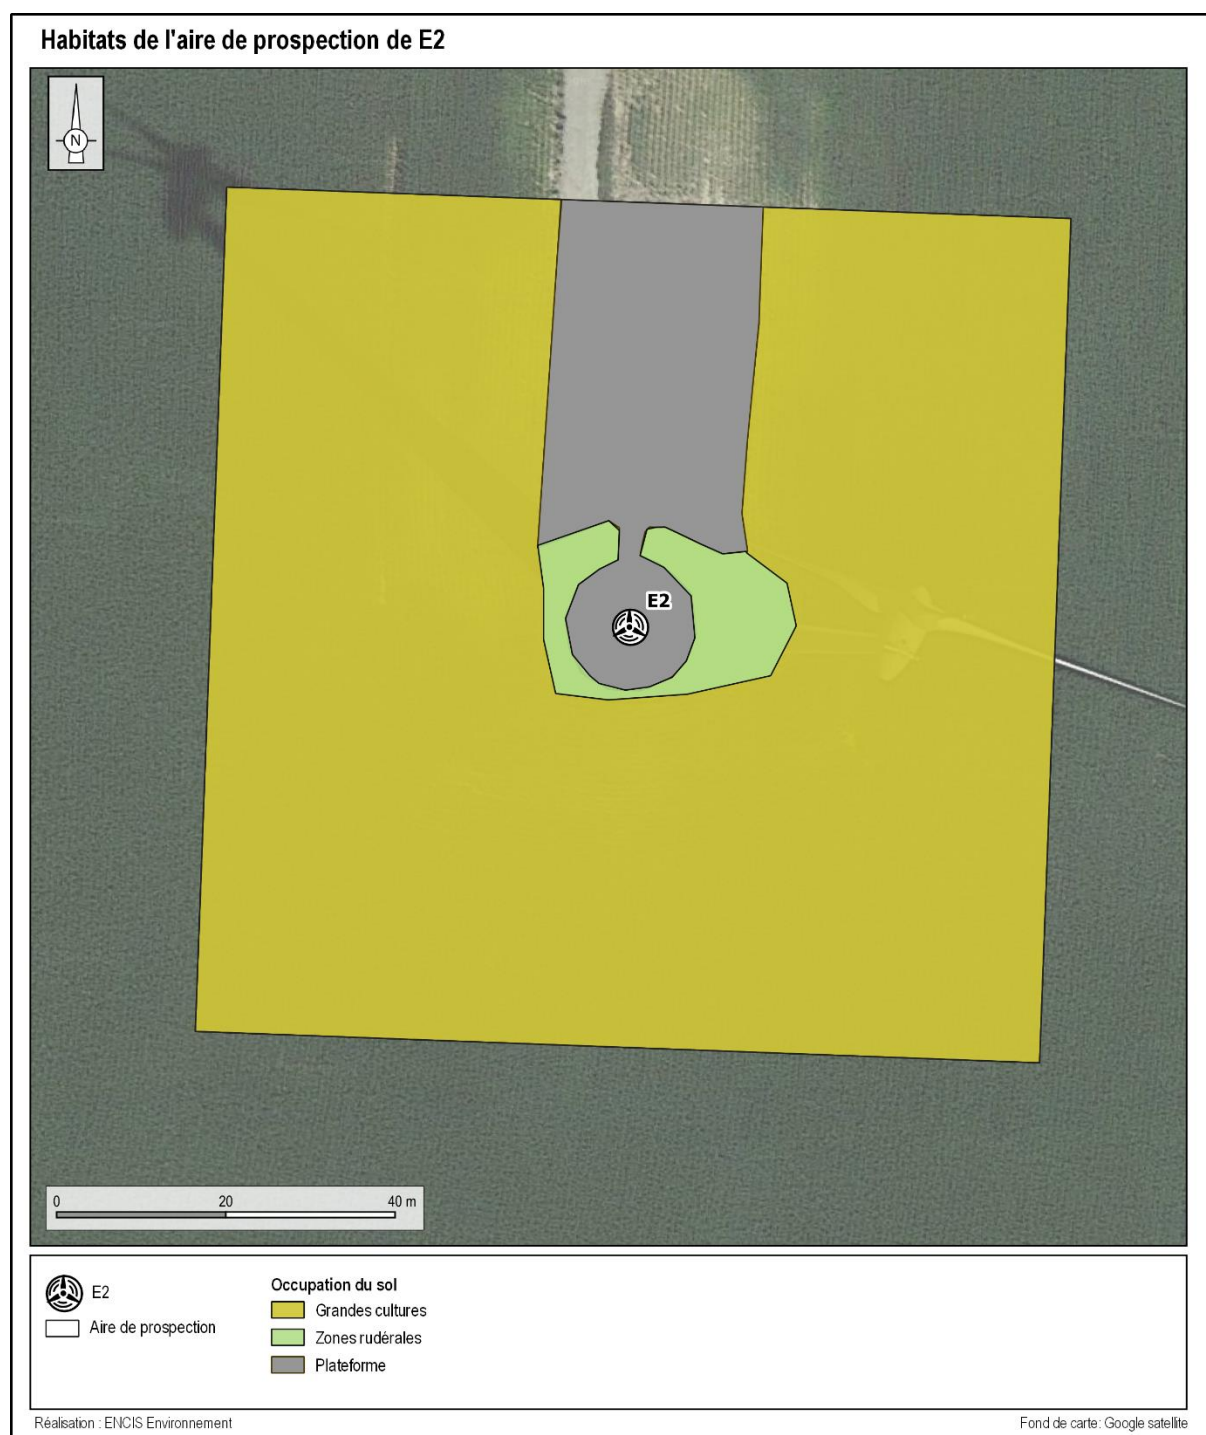 Habitats de l'aire de prospection de E2
N
E2
0 20 40 m
E2
Aire de prospection
Occupation du sol
Grandes cultures
Zones rudérales
Plateforme
Réalisation : ENCIS Environnement
Fond de carte: Google satellite